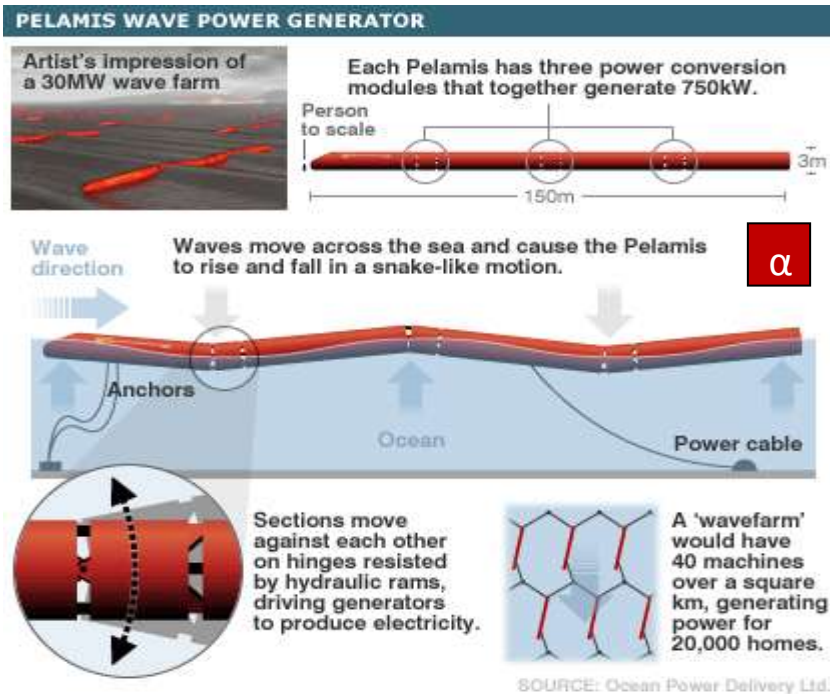 PELAMIS WAVE POWER GENERATOR
Artist's impression of
a 30MW wave farm
Each Pelamis has three power conversion
modules that together generate 750kW.
Person
to scale
3m
150m
Wave
direction
Waves move across the sea and cause the Pelamis
to rise and fall in a snake-like motion.
α
Anchors
Ocean
Power cable
Sections move
against each other
on hinges resisted
by hydraulic rams,
driving generators
to produce electricity.
A 'wavefarm'
would have
40 machines
over a square
km, generating
power for
20,000 homes.
SOURCE: Ocean Power Delivery Ltd.